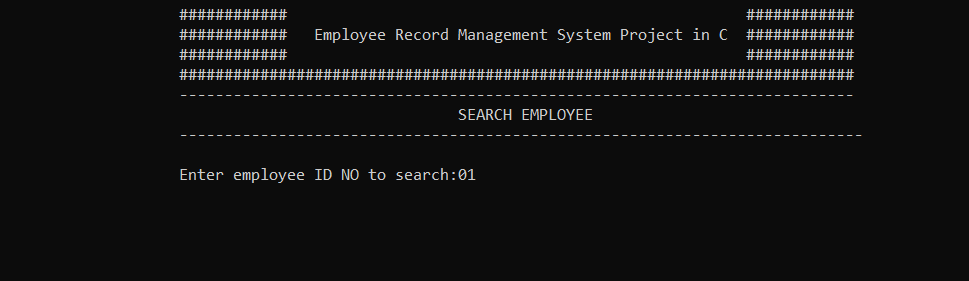 ############ ############
############ Employee Record Management System Project in C ############
############ ############
###########################################################################
---------------------------------------------------------------------------
SEARCH EMPLOYEE
----------------------------------------------------------------------------
Enter employee ID NO to search:01